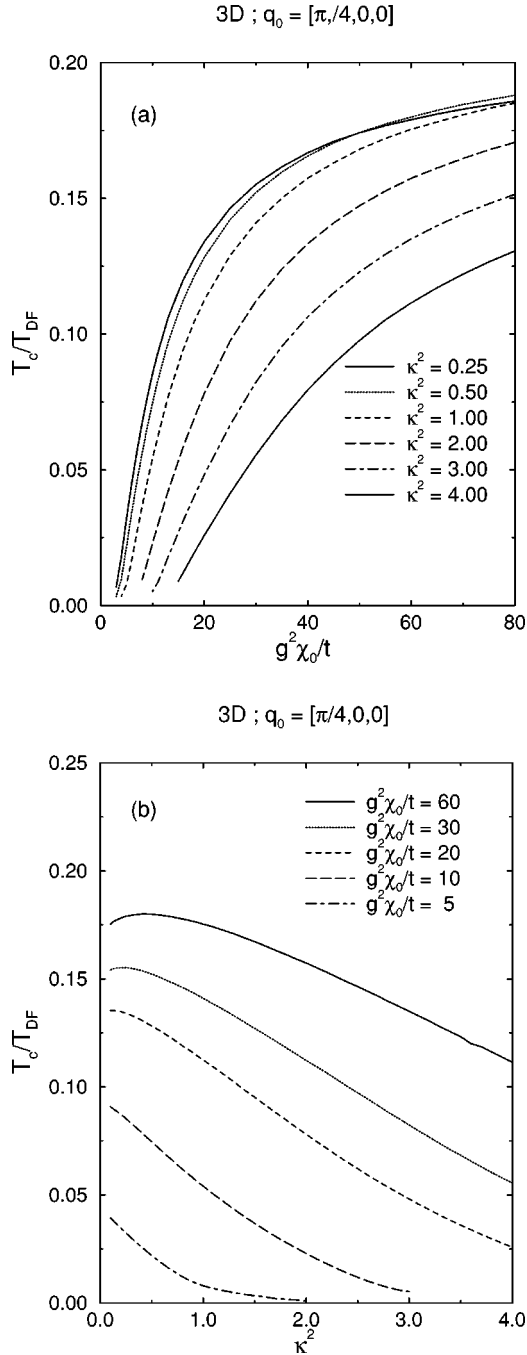 3D ; q₀ = [π,/4,0,0]
(a)
T_c/T_DF
0.20
0.15
0.10
0.05
0.00
κ² = 0.25
κ² = 0.50
κ² = 1.00
κ² = 2.00
κ² = 3.00
κ² = 4.00
0 20 40 60 80
g²χ₀/t
3D ; q₀ = [π/4,0,0]
(b)
T_c/T_DF
0.25
0.20
0.15
0.10
0.05
0.00
g²χ₀/t = 60
g²χ₀/t = 30
g²χ₀/t = 20
g²χ₀/t = 10
g²χ₀/t = 5
0.0 1.0 2.0 3.0 4.0
κ²